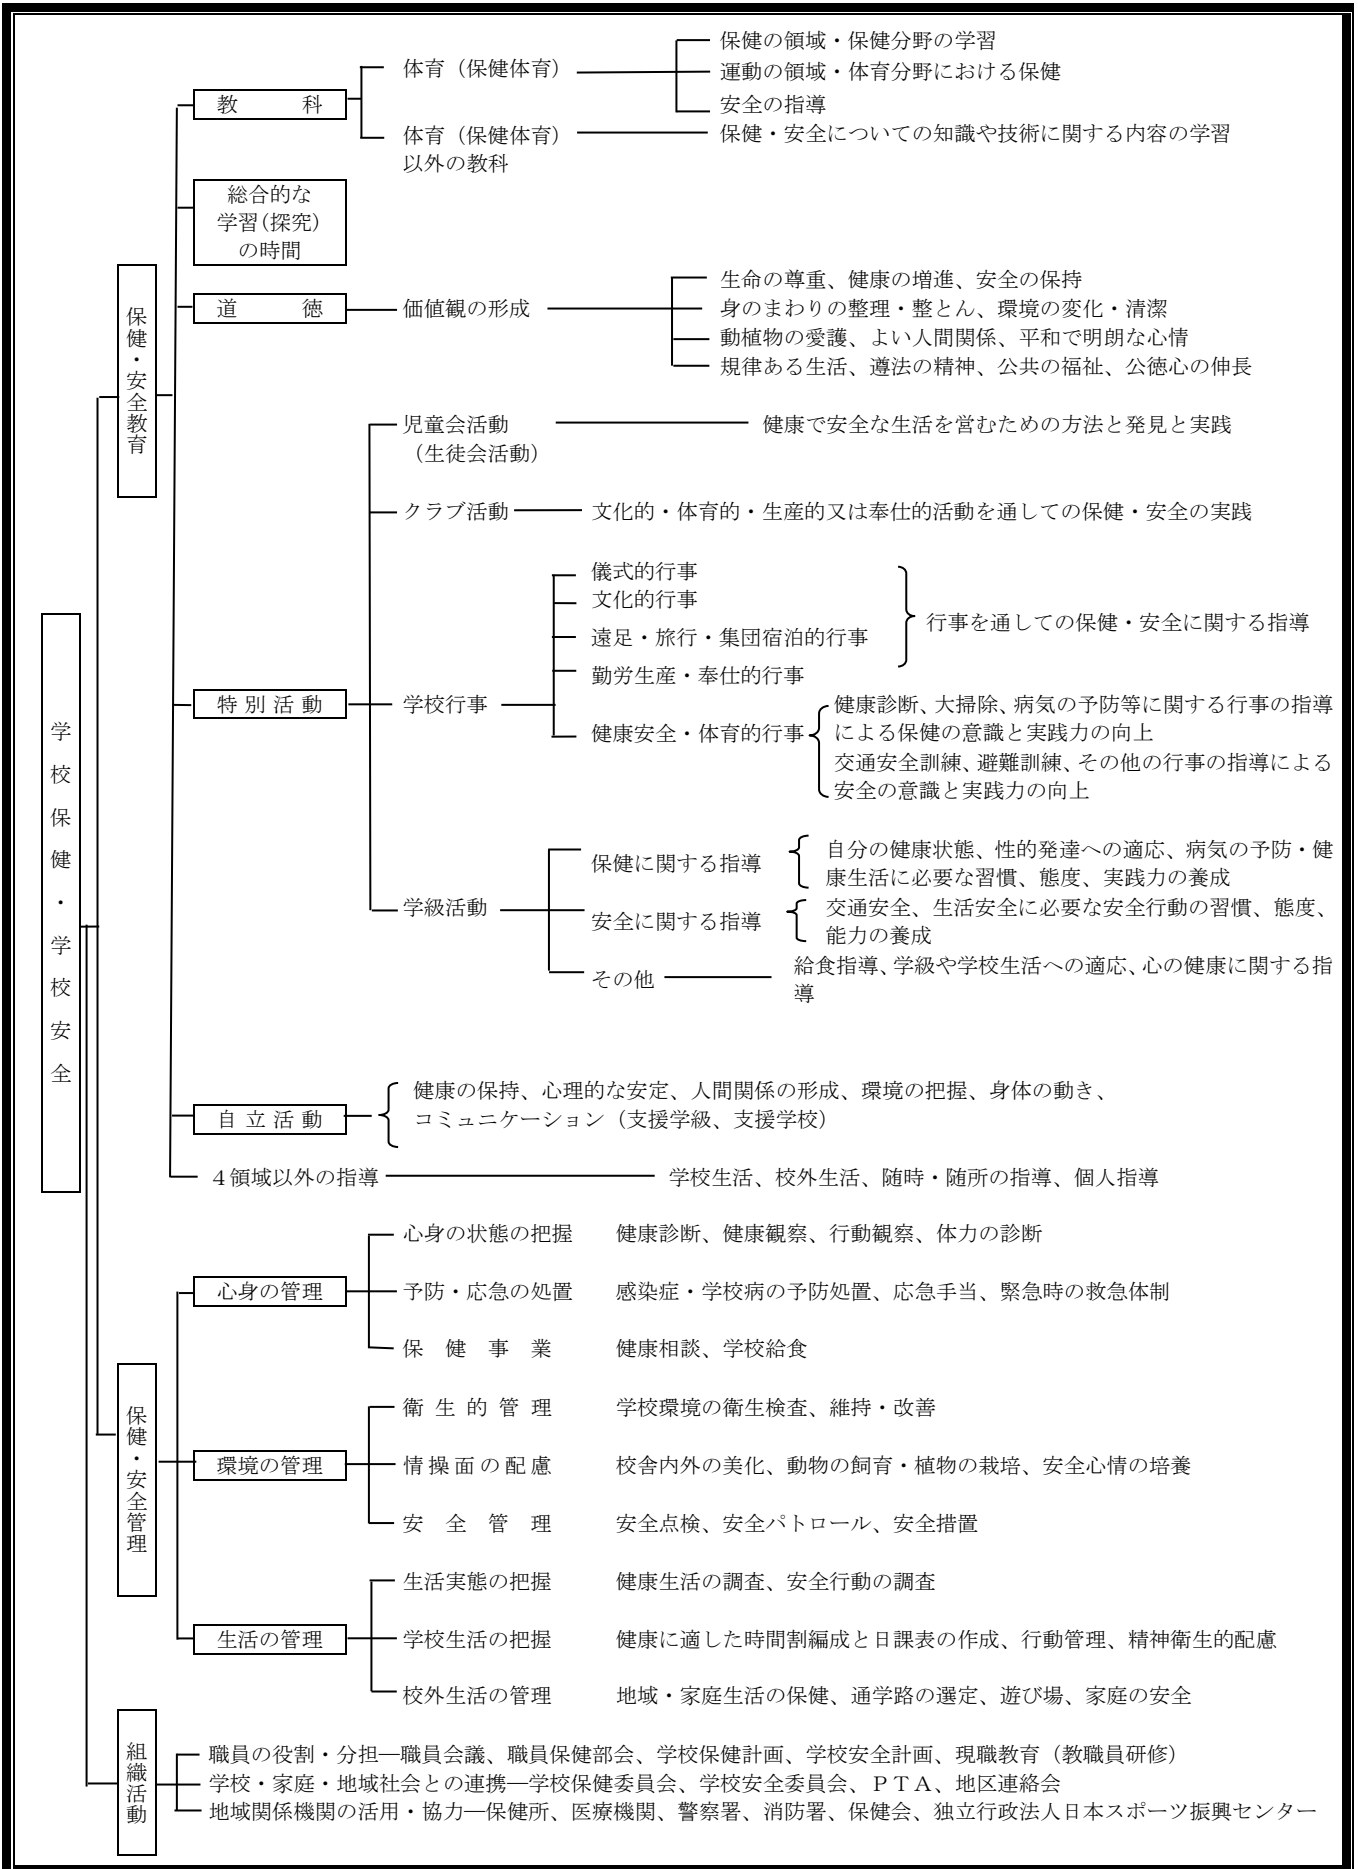 学校保健・学校安全
保健・安全教育
教　　　科
体育（保健体育）
保健の領域・保健分野の学習
運動の領域・体育分野における保健
安全の指導
体育（保健体育）
以外の教科
保健・安全についての知識や技術に関する内容の学習
総合的な
学習(探究)
の時間
道　　　徳
価値観の形成
生命の尊重、健康の増進、安全の保持
身のまわりの整理・整とん、環境の変化・清潔
動植物の愛護、よい人間関係、平和で明朗な心情
規律ある生活、遵法の精神、公共の福祉、公徳心の伸長
特別活動
児童会活動
（生徒会活動）
健康で安全な生活を営むための方法と発見と実践
クラブ活動
文化的・体育的・生産的又は奉仕的活動を通しての保健・安全の実践
学校行事
儀式的行事
文化的行事
遠足・旅行・集団宿泊的行事
勤労生産・奉仕的行事
行事を通しての保健・安全に関する指導
健康安全・体育的行事
健康診断、大掃除、病気の予防等に関する行事の指導
による保健の意識と実践力の向上
交通安全訓練、避難訓練、その他の行事の指導による
安全の意識と実践力の向上
学級活動
保健に関する指導
自分の健康状態、性的発達への適応、病気の予防・健
康生活に必要な習慣、態度、実践力の養成
安全に関する指導
交通安全、生活安全に必要な安全行動の習慣、態度、
能力の養成
その他
給食指導、学級や学校生活への適応、心の健康に関する指
導
自立活動
健康の保持、心理的な安定、人間関係の形成、環境の把握、身体の動き、
コミュニケーション（支援学級、支援学校）
４領域以外の指導
学校生活、校外生活、随時・随所の指導、個人指導
保健・安全管理
心身の管理
心身の状態の把握　　健康診断、健康観察、行動観察、体力の診断
予防・応急の処置　　感染症・学校病の予防処置、応急手当、緊急時の救急体制
保　健　事　業　　　健康相談、学校給食
環境の管理
衛生的管理　　　学校環境の衛生検査、維持・改善
情操面の配慮　　　校舎内外の美化、動物の飼育・植物の栽培、安全心情の培養
安　全　管　理　　　安全点検、安全パトロール、安全措置
生活の管理
生活実態の把握　　　健康生活の調査、安全行動の調査
学校生活の把握　　　健康に適した時間割編成と日課表の作成、行動管理、精神衛生的配慮
校外生活の管理　　　地域・家庭生活の保健、通学路の選定、遊び場、家庭の安全
組織活動
職員の役割・分担―職員会議、職員保健部会、学校保健計画、学校安全計画、現職教育（教職員研修）
学校・家庭・地域社会との連携―学校保健委員会、学校安全委員会、ＰＴＡ、地区連絡会
地域関係機関の活用・協力―保健所、医療機関、警察署、消防署、保健会、独立行政法人日本スポーツ振興センター